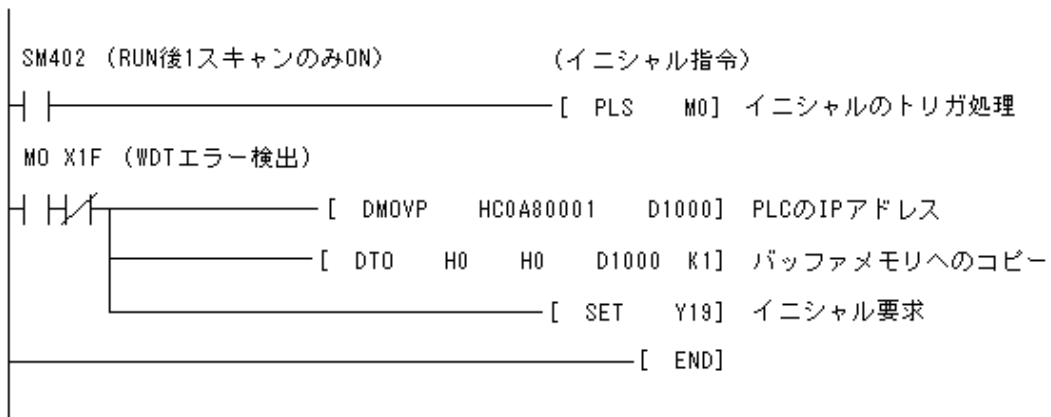 SM402 (RUN後1スキャンのみON) (イニシャル指令)
[ PLS M0] イニシャルのトリガ処理
M0 X1F (WDTエラー検出)
[ DMOVP HC0A80001 D1000] PLCのIPアドレス
[ DTO H0 H0 D1000 K1] バッファメモリへのコピー
[ SET Y19] イニシャル要求
[ END]